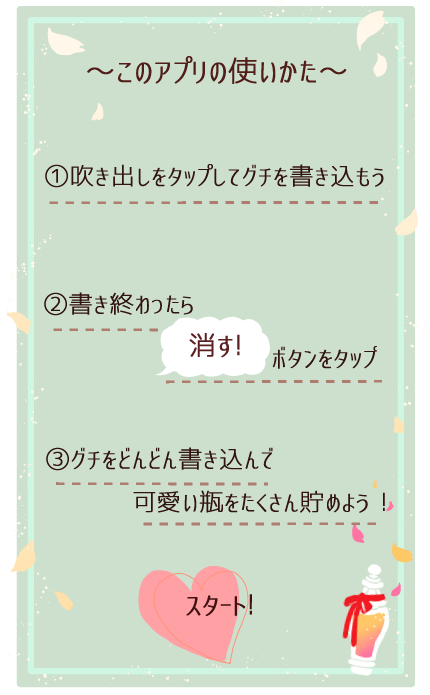 ～このアプリの使いかた～
①吹き出しをタップしてグチを書き込もう
②書き終わったら
消す!
ボタンをタップ
③グチをどんどん書き込んで
可愛い瓶をたくさん貯めよう！
スタート!